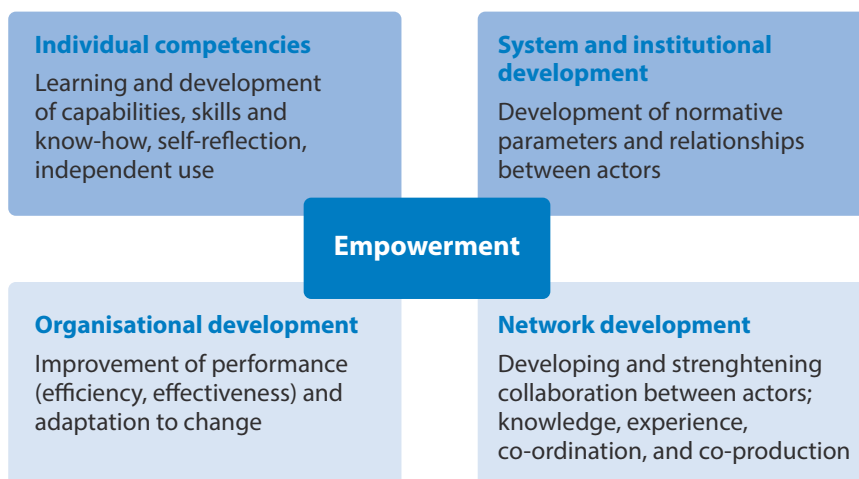 Individual competencies
Learning and development
of capabilities, skills and
know-how, self-reflection,
independent use
System and institutional
development
Development of normative
parameters and relationships
between actors
Empowerment
Organisational development
Improvement of performance
(efficiency, effectiveness) and
adaptation to change
Network development
Developing and strenghtening
collaboration between actors;
knowledge, experience,
co-ordination, and co-production